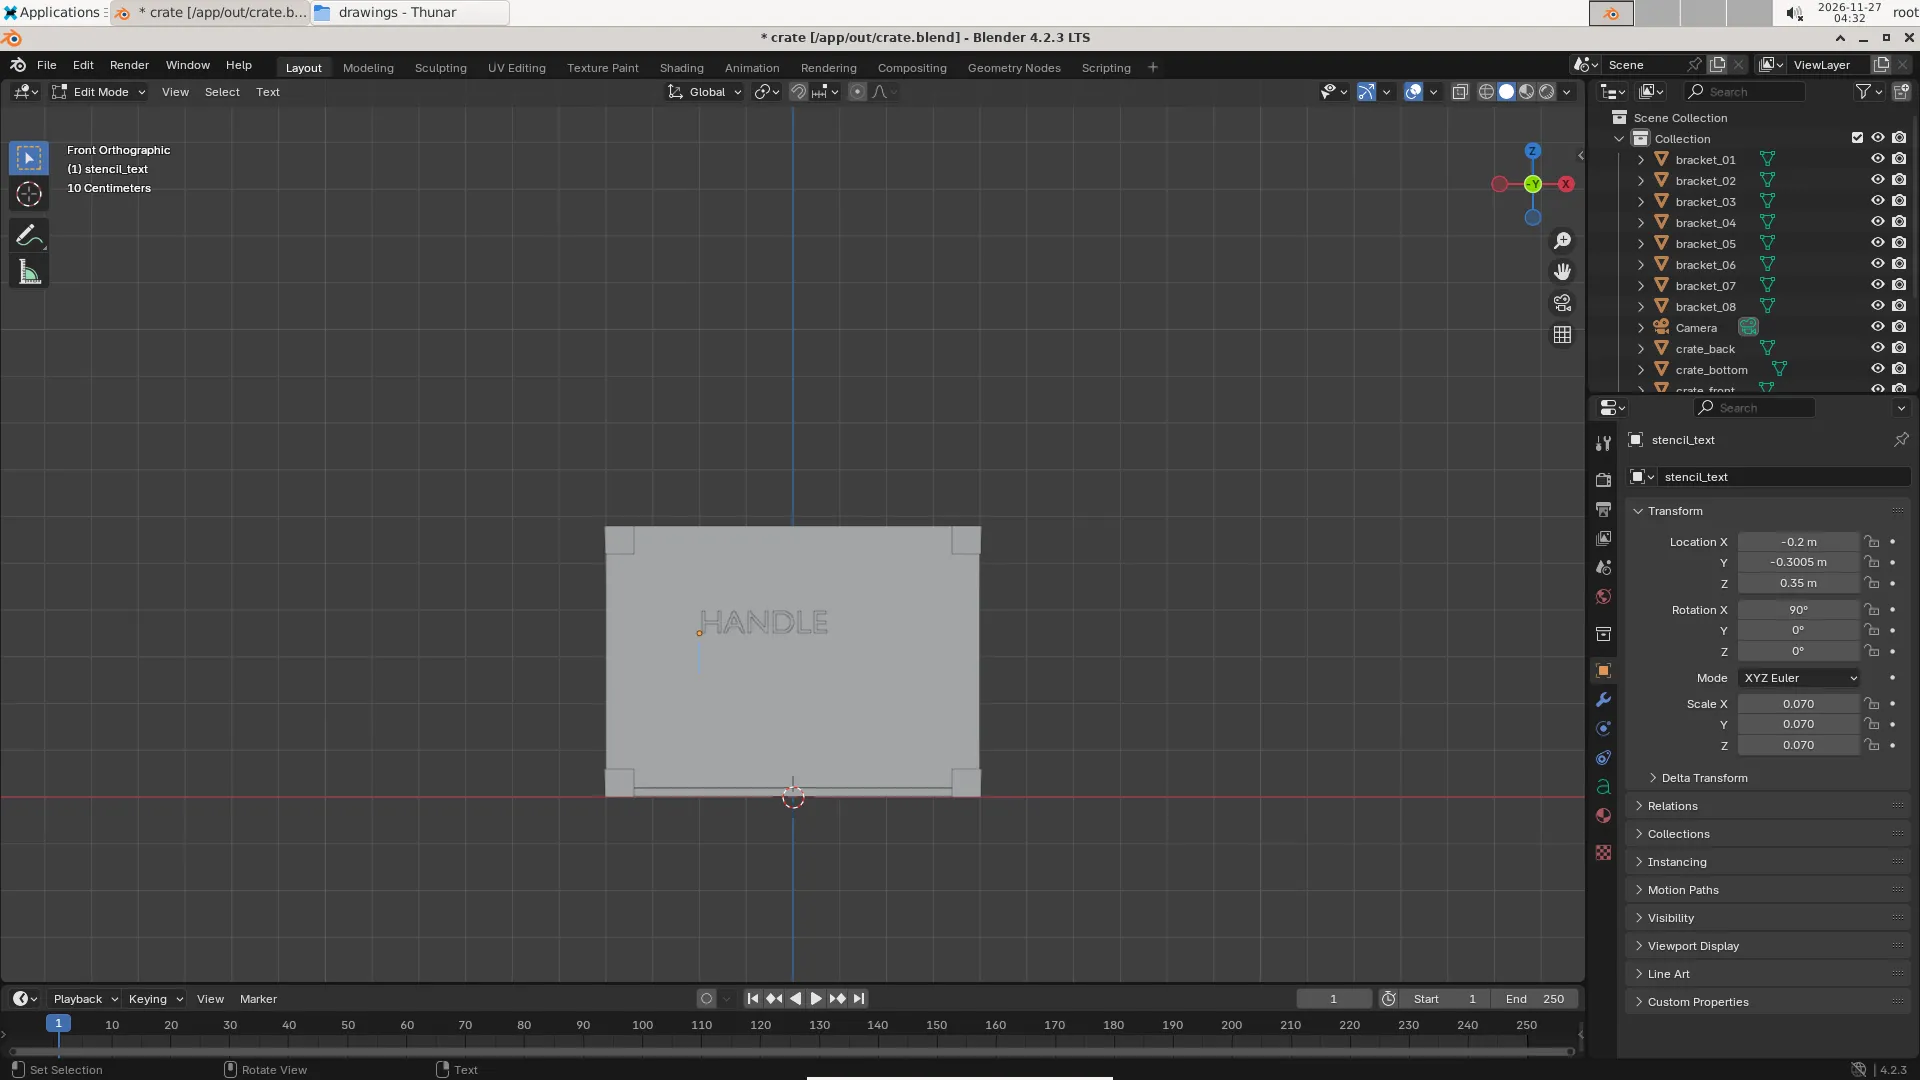 Applications
* crate [/app/out/crate.b...
drawings - Thunar
2026-11-27
04:32
root
* crate [/app/out/crate.blend] - Blender 4.2.3 LTS
File Edit Render Window Help
Layout Modeling Sculpting UV Editing Texture Paint Shading Animation Rendering Compositing Geometry Nodes Scripting
Scene
ViewLayer
Edit Mode View Select Text
Global
Search
Front Orthographic
(1) stencil_text
10 Centimeters
Z
-Y
X
HANDLE
Scene Collection
Collection
bracket_01
bracket_02
bracket_03
bracket_04
bracket_05
bracket_06
bracket_07
bracket_08
Camera
crate_back
crate_bottom
crate_front
Search
stencil_text
stencil_text
Transform
Location X -0.2 m
Y -0.3005 m
Z 0.35 m
Rotation X 90°
Y 0°
Z 0°
Mode XYZ Euler
Scale X 0.070
Y 0.070
Z 0.070
Delta Transform
Relations
Collections
Instancing
Motion Paths
Visibility
Viewport Display
Line Art
Custom Properties
Playback Keying View Marker
1
Start 1
End 250
1 10 20 30 40 50 60 70 80 90 100 110 120 130 140 150 160 170 180 190 200 210 220 230 240 250
Set Selection
Rotate View
Text
4.2.3